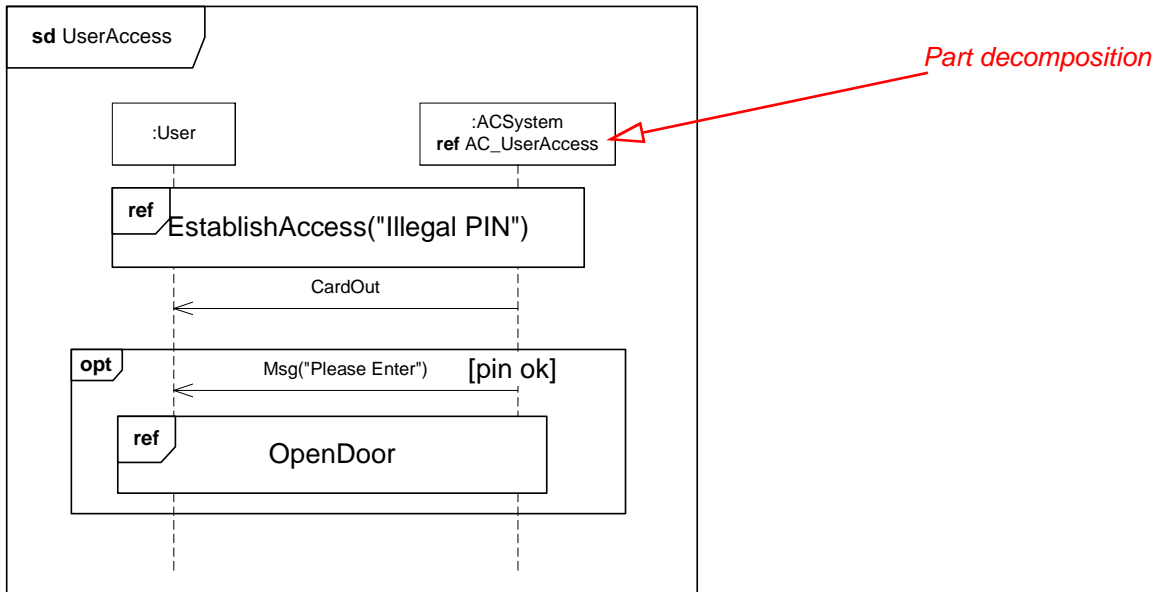 sd UserAccess
Part decomposition
:User
:ACSystem
ref AC_UserAccess
ref
EstablishAccess("Illegal PIN")
CardOut
opt
Msg("Please Enter")
[pin ok]
ref
OpenDoor